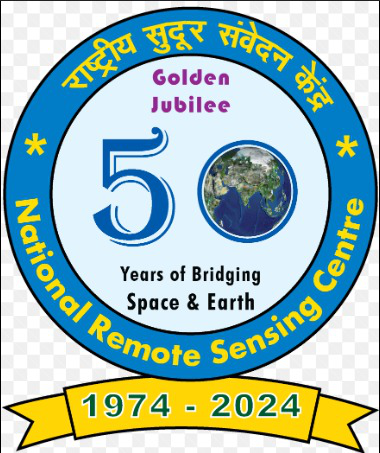 राष्ट्रीय सुदूर संवेदन केंद्र
Golden
Jubilee
50
Years of Bridging
Space & Earth
National Remote Sensing Centre
1974 - 2024